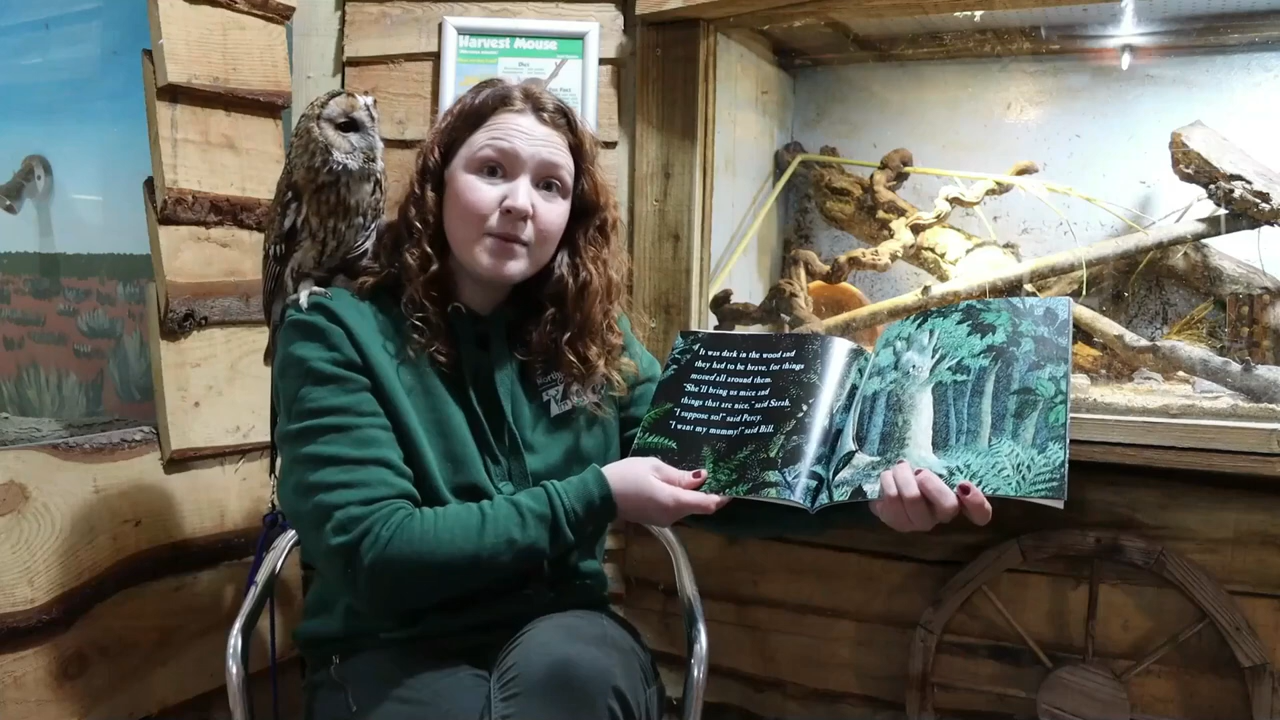 Harvest Mouse
Diet
"It was dark in the wood and
they had to be brave, for things
moved all around them.
"She'll bring us mice and
things that are nice," said Sarah.
"I suppose so!" said Percy.
"I want my mummy!" said Bill.